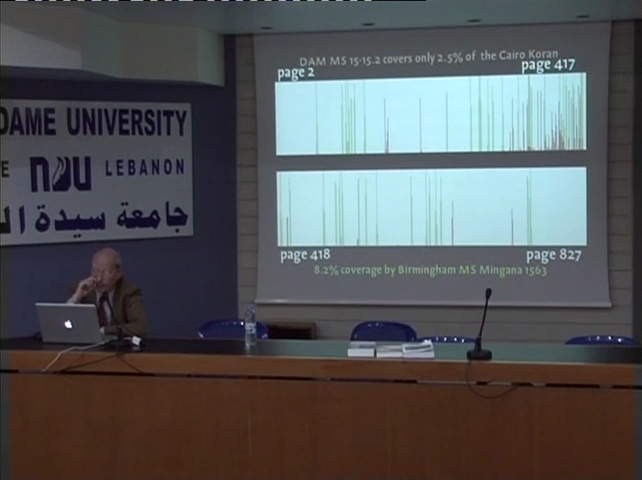 DAM MS 15-15.2 covers only 2.5% of the Cairo Koran
page 2
page 417
page 418
page 827
8.2% coverage by Birmingham MS Mingana 1563
DAME UNIVERSITY
E NDU LEBANON
جامعة سيدة ال